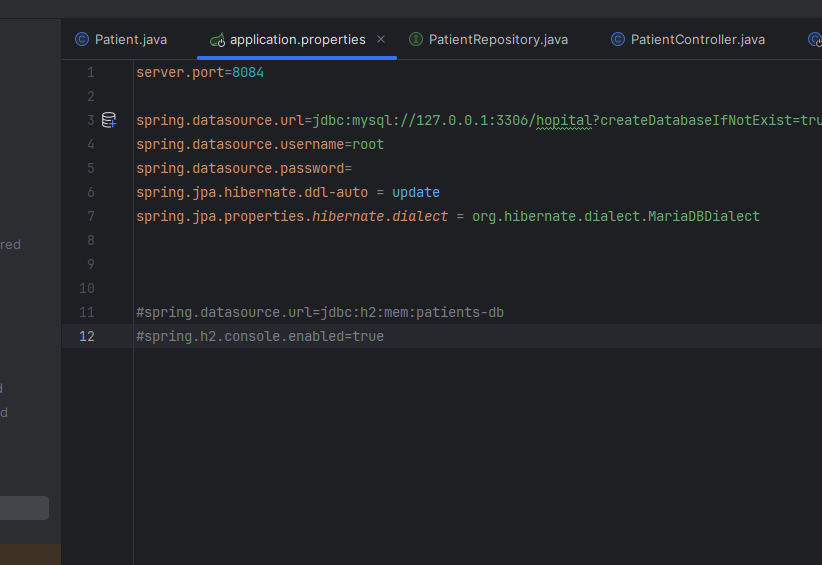 Patient.java application.properties PatientRepository.java PatientController.java
1 server.port=8084
2
3 spring.datasource.url=jdbc:mysql://127.0.0.1:3306/hopital?createDatabaseIfNotExist=tru
4 spring.datasource.username=root
5 spring.datasource.password=
6 spring.jpa.hibernate.ddl-auto = update
7 spring.jpa.properties.hibernate.dialect = org.hibernate.dialect.MariaDBDialect
8
red
9
10
11 #spring.datasource.url=jdbc:h2:mem:patients-db
12 #spring.h2.console.enabled=true
d
d